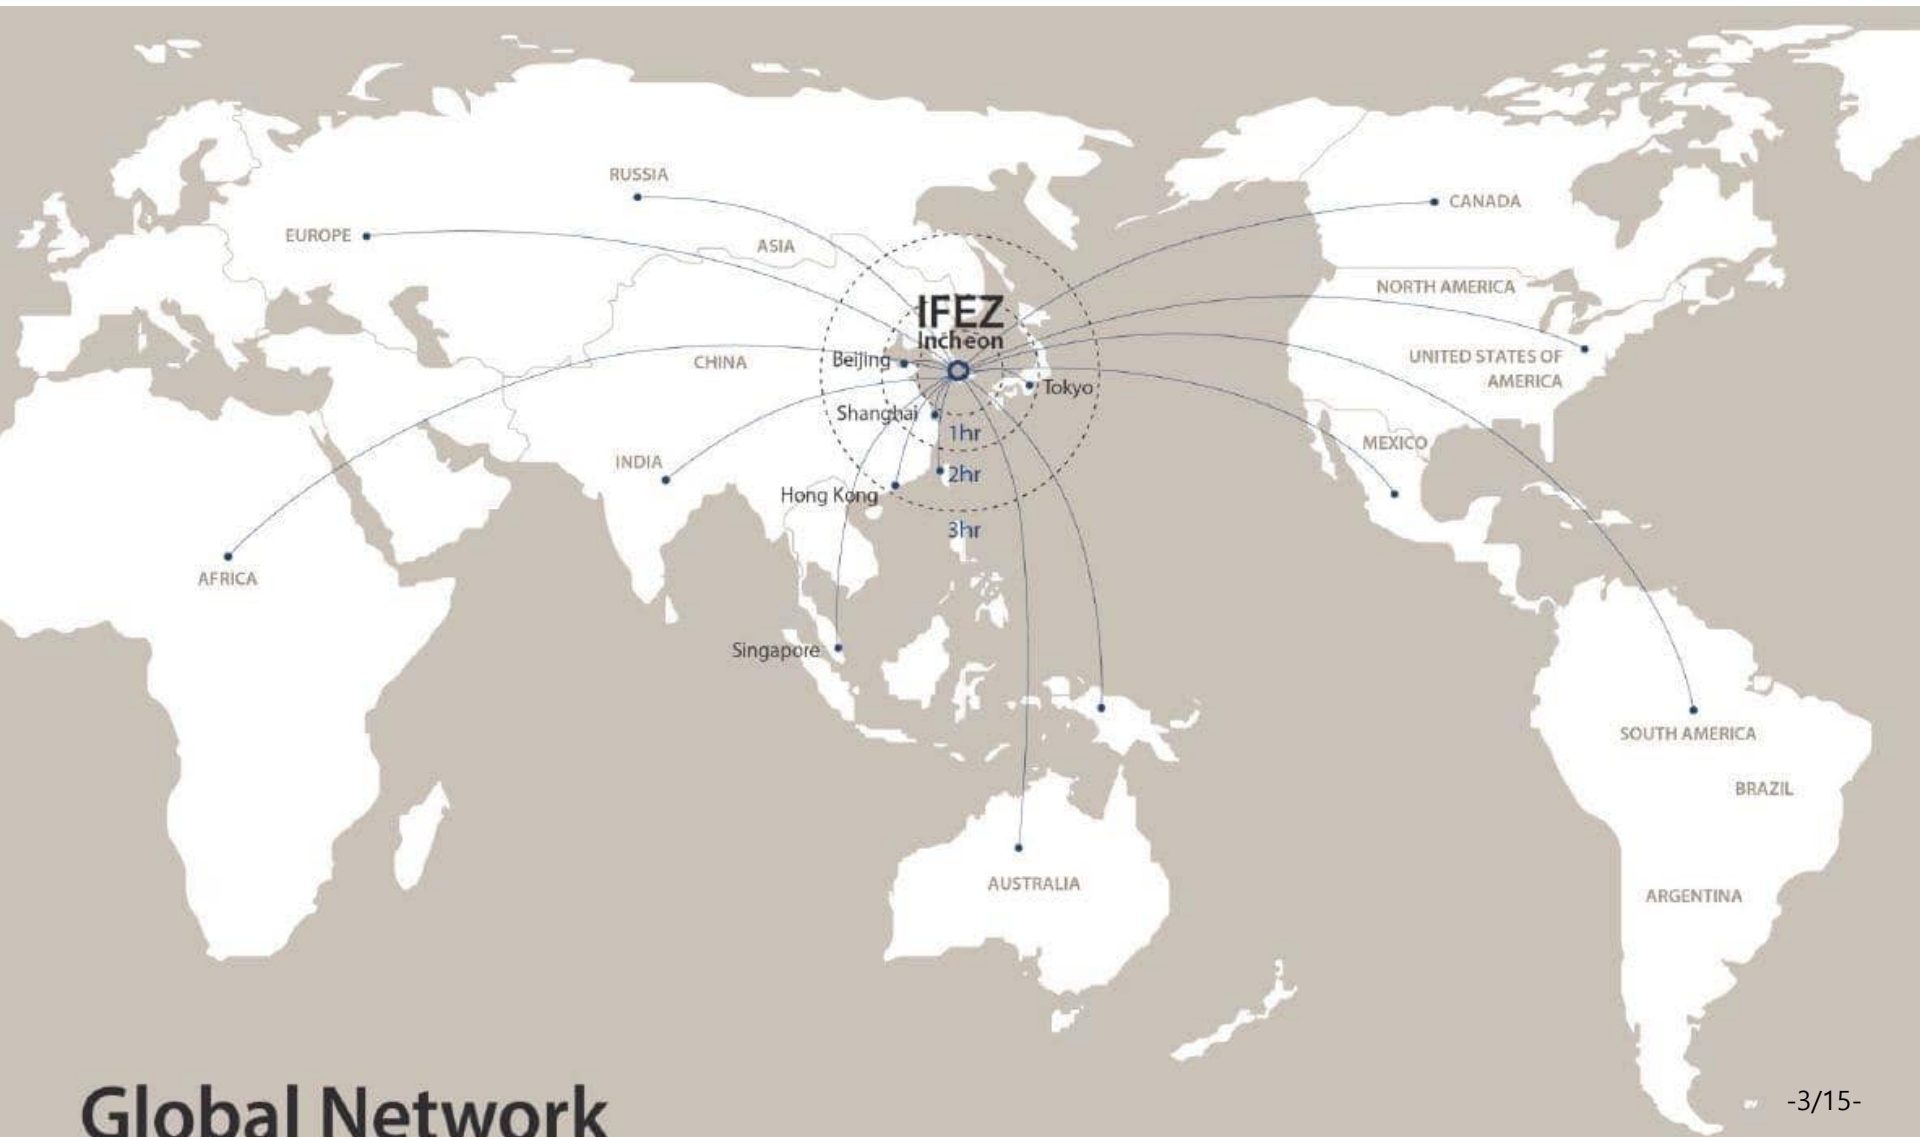 RUSSIA
CANADA
EUROPE
ASIA
NORTH AMERICA
IFEZ
Incheon
Beijing
CHINA
UNITED STATES OF
AMERICA
Tokyo
Shanghai
1hr
MEXICO
INDIA
2hr
Hong Kong
3hr
AFRICA
Singapore
SOUTH AMERICA
BRAZIL
AUSTRALIA
ARGENTINA
Global Network
-3/15-